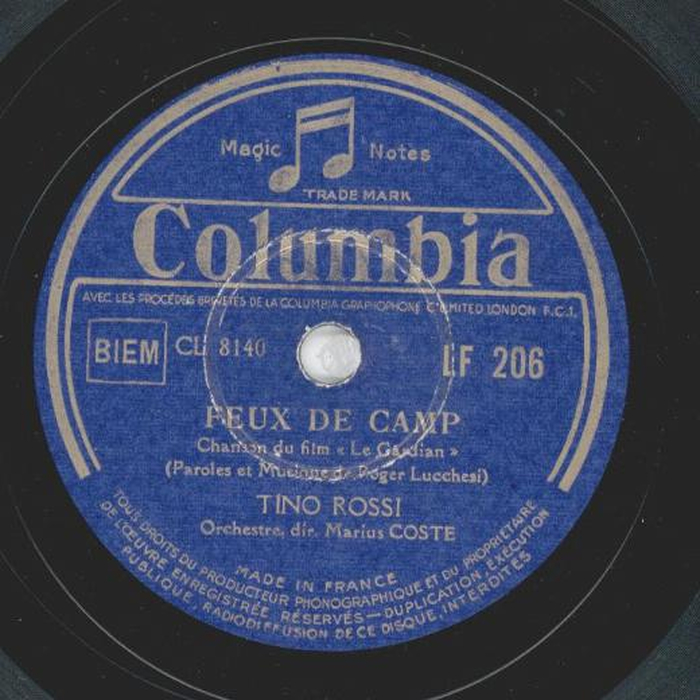 Magic Notes
TRADE MARK
Columbia
AVEC LES PROCÉDÉS BREVETÉS DE LA COLUMBIA GRAPHOPHONE Cº LIMITED LONDON F.C.1.
BIEM CL 8140 LF 206
FEUX DE CAMP
Chanson du film « Le Gardian »
(Paroles et Musique de Roger Lucchesi)
TINO ROSSI
Orchestre, dir. Marius COSTE
MADE IN FRANCE
TOUS DROITS DU PRODUCTEUR PHONOGRAPHIQUE ET DU PROPRIÉTAIRE
DE L'ŒUVRE ENREGISTRÉE RÉSERVÉS — DUPLICATION, EXÉCUTION
PUBLIQUE, RADIODIFFUSION DE CE DISQUE, INTERDITES